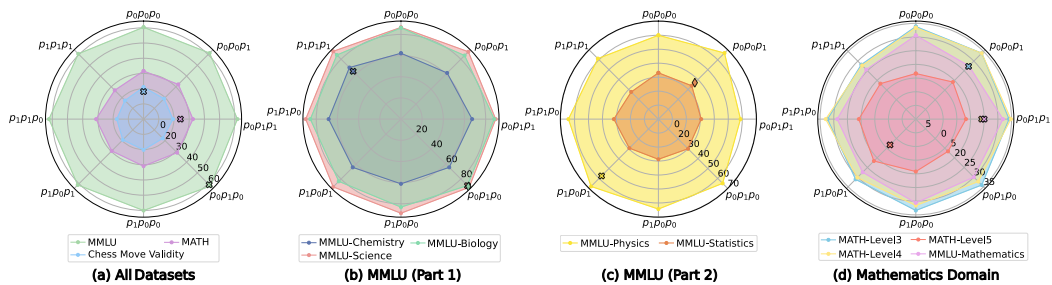 p₀p₀p₀
p₀p₀p₁
p₀p₁p₁
p₀p₁p₀
p₁p₀p₀
p₁p₀p₁
p₁p₁p₀
p₁p₁p₁
0
20
30
40
50
60
MMLU
MATH
Chess Move Validity
(a) All Datasets
p₀p₀p₀
p₀p₀p₁
p₀p₁p₁
p₀p₁p₀
p₁p₀p₀
p₁p₀p₁
p₁p₁p₀
p₁p₁p₁
20
40
60
80
MMLU-Chemistry
MMLU-Biology
MMLU-Science
(b) MMLU (Part 1)
p₀p₀p₀
p₀p₀p₁
p₀p₁p₁
p₀p₁p₀
p₁p₀p₀
p₁p₀p₁
p₁p₁p₀
p₁p₁p₁
0
20
30
40
50
60
70
MMLU-Physics
MMLU-Statistics
(c) MMLU (Part 2)
p₀p₀p₀
p₀p₀p₁
p₀p₁p₁
p₀p₁p₀
p₁p₀p₀
p₁p₀p₁
p₁p₁p₀
p₁p₁p₁
5
0
5
20
25
30
35
MATH-Level3
MATH-Level5
MATH-Level4
MMLU-Mathematics
(d) Mathematics Domain